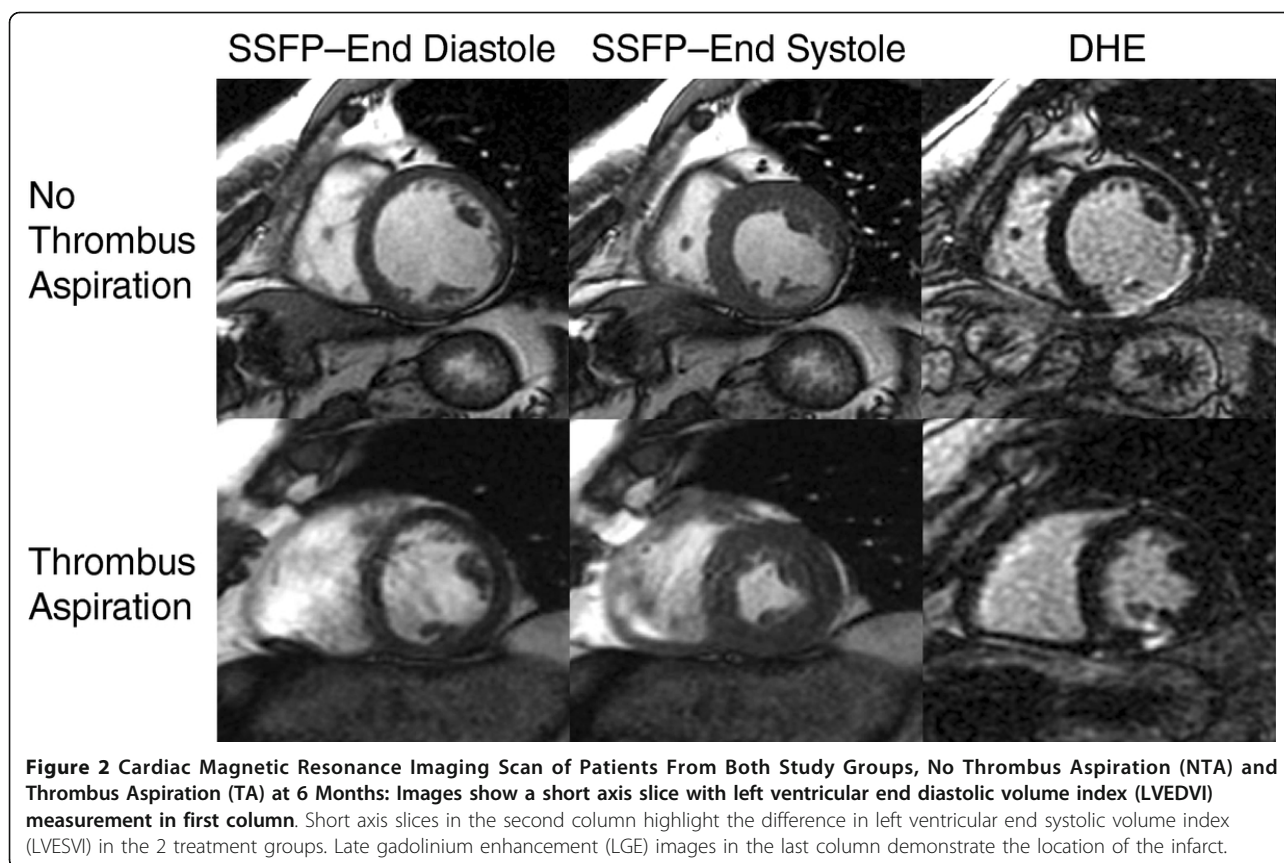 SSFP–End Diastole SSFP–End Systole DHE
No
Thrombus
Aspiration
Thrombus
Aspiration
Figure 2 Cardiac Magnetic Resonance Imaging Scan of Patients From Both Study Groups, No Thrombus Aspiration (NTA) and
Thrombus Aspiration (TA) at 6 Months: Images show a short axis slice with left ventricular end diastolic volume index (LVEDVI)
measurement in first column. Short axis slices in the second column highlight the difference in left ventricular end systolic volume index
(LVESVI) in the 2 treatment groups. Late gadolinium enhancement (LGE) images in the last column demonstrate the location of the infarct.